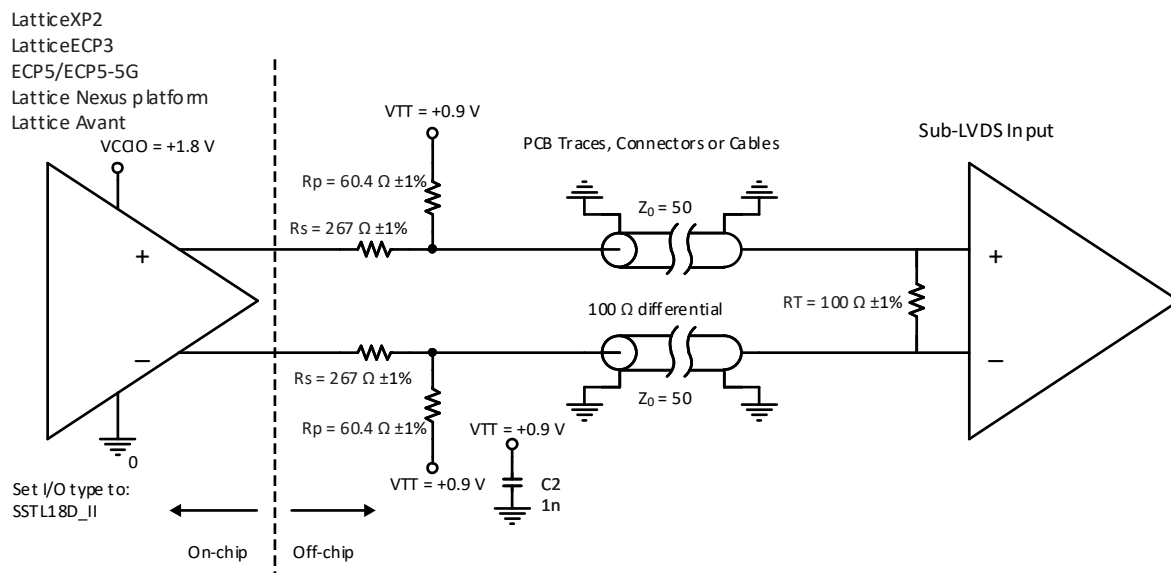 LatticeXP2
LatticeECP3
ECP5/ECP5-5G
Lattice Nexus platform
Lattice Avant
VCCIO = +1.8 V
VTT = +0.9 V
PCB Traces, Connectors or Cables
Sub-LVDS Input
Rp = 60.4 Ω ±1%
Z0 = 50
Rs = 267 Ω ±1%
+
+
RT = 100 Ω ±1%
100 Ω differential
−
−
Rs = 267 Ω ±1%
Z0 = 50
Rp = 60.4 Ω ±1%
VTT = +0.9 V
0
VTT = +0.9 V
C2
1n
Set I/O type to:
SSTL18D_II
On-chip
Off-chip